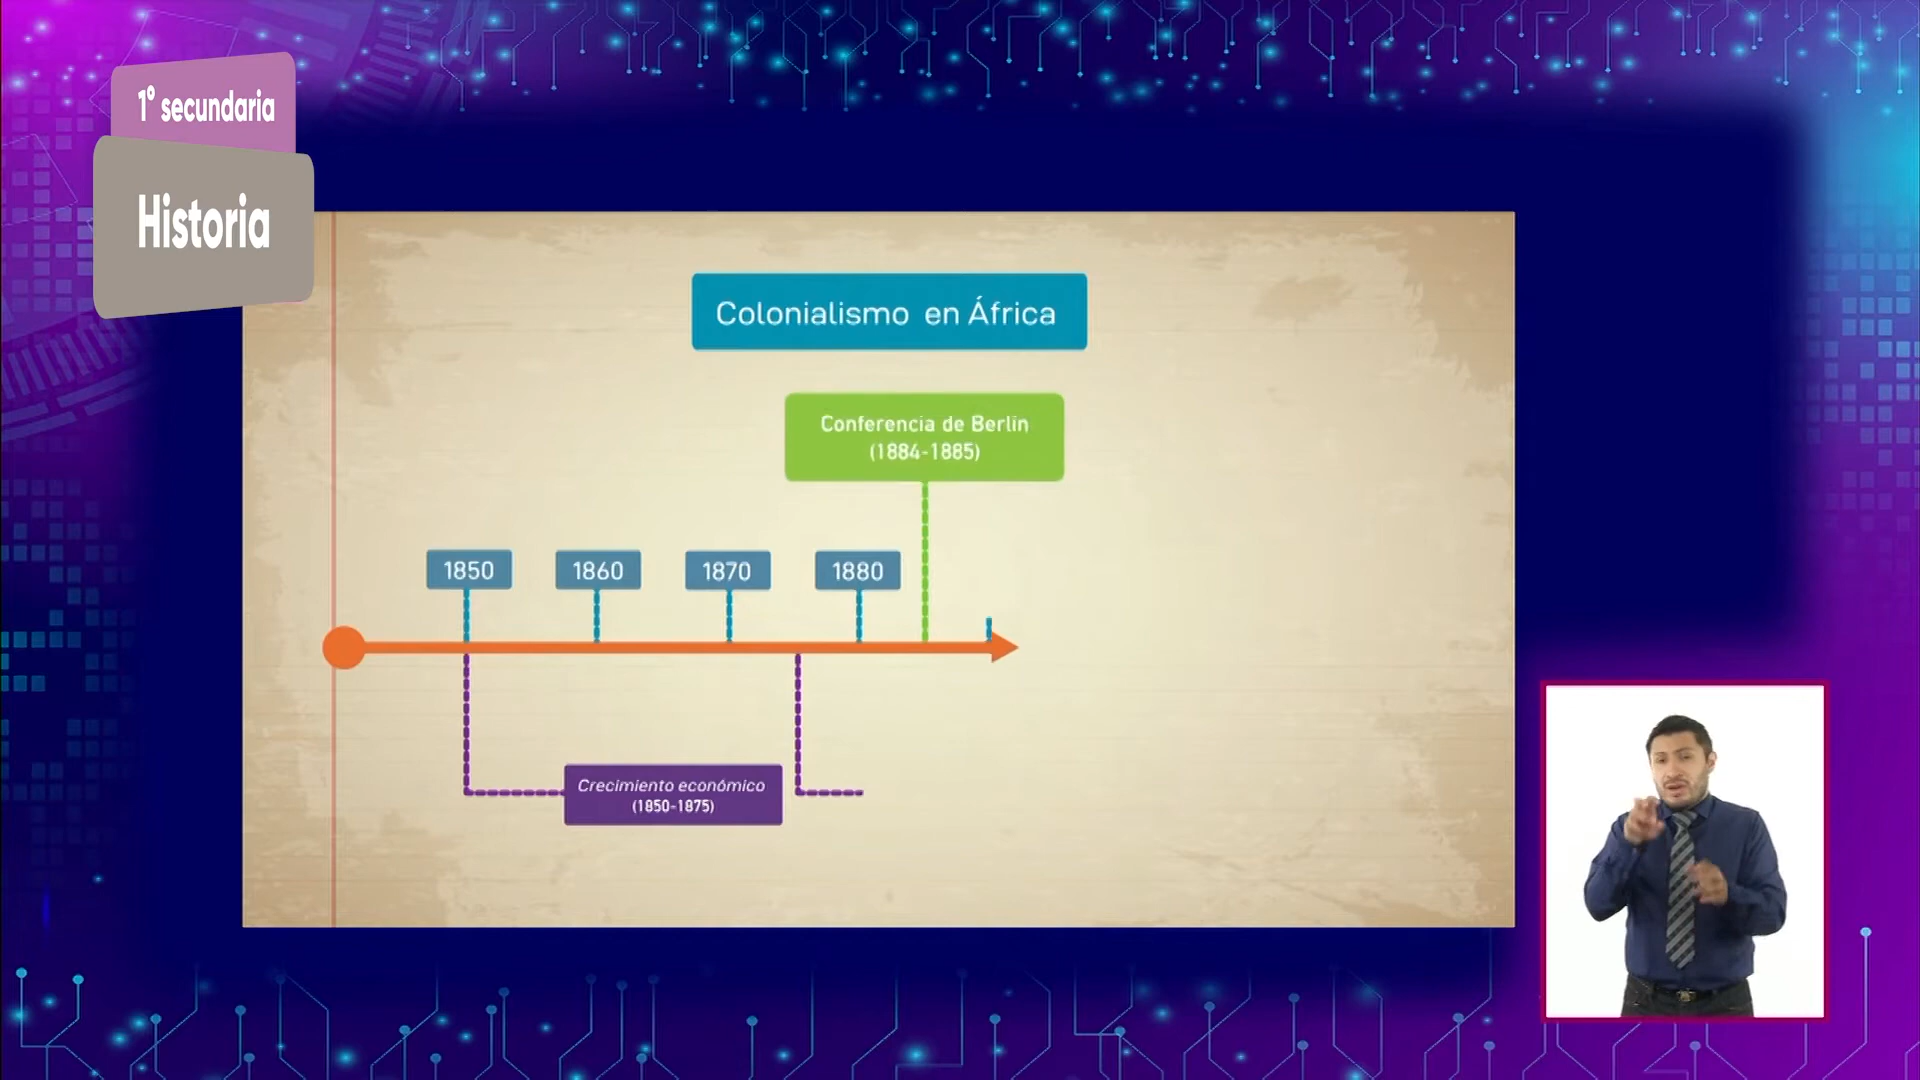 1° secundaria
Historia
Colonialismo en África
Conferencia de Berlín
(1884-1885)
1850
1860
1870
1880
Crecimiento económico
(1850-1875)